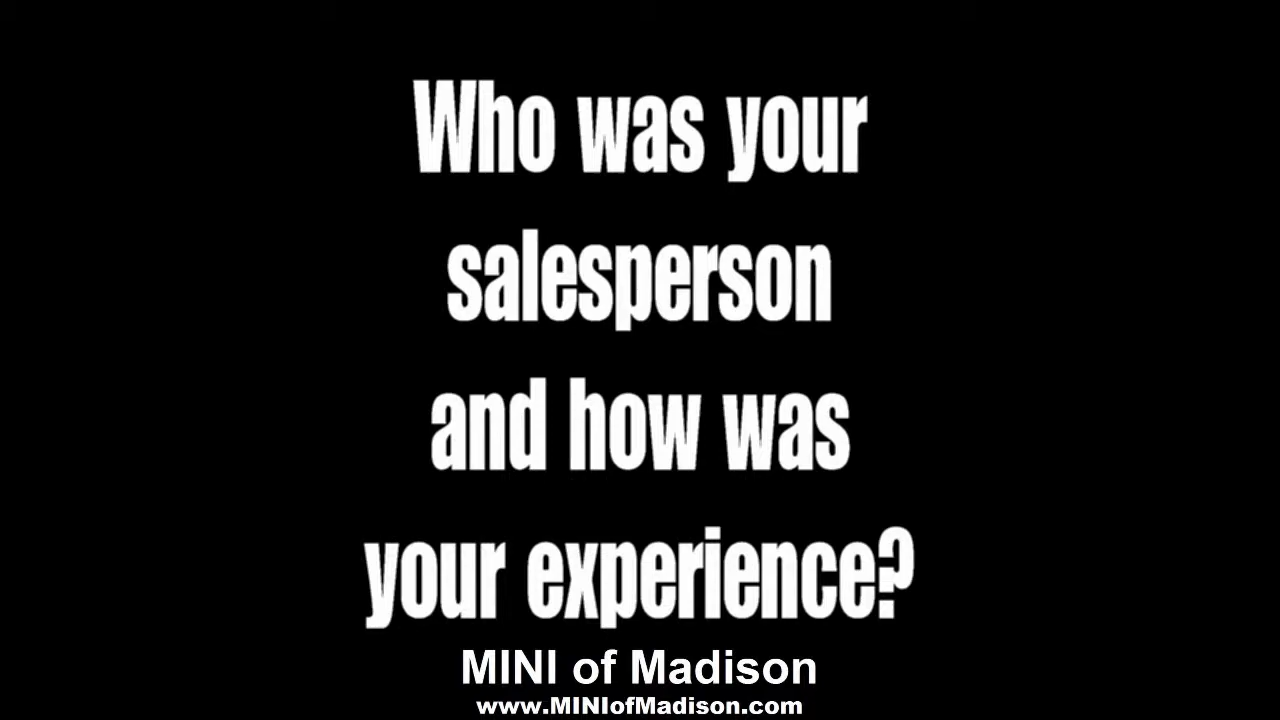 Who was your
salesperson
and how was
your experience?
MINI of Madison
www.MINIofMadison.com